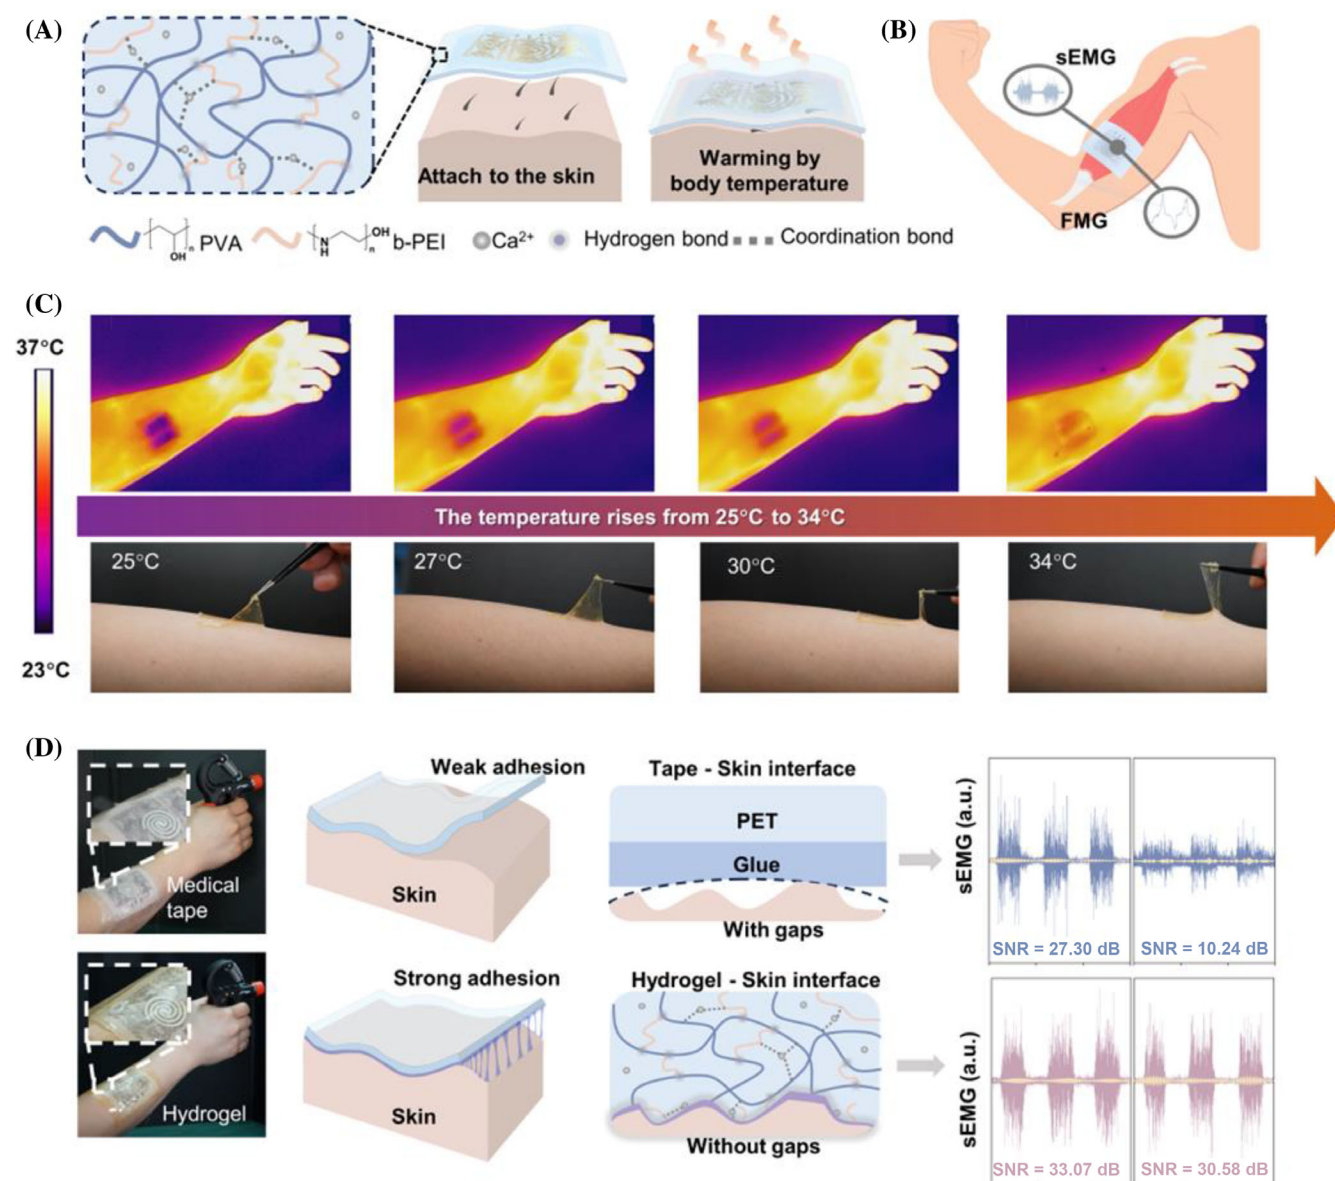 (A)
Attach to the skin
Warming by
body temperature
(B)
sEMG
FMG
OH
n
PVA
N
H
OH
n
b-PEI
Ca²⁺
Hydrogen bond
Coordination bond
(C)
37°C
23°C
The temperature rises from 25°C to 34°C
25°C
27°C
30°C
34°C
(D)
Medical
tape
Weak adhesion
Skin
Tape - Skin interface
PET
Glue
With gaps
sEMG (a.u.)
SNR = 27.30 dB
SNR = 10.24 dB
Hydrogel
Strong adhesion
Skin
Hydrogel - Skin interface
Without gaps
sEMG (a.u.)
SNR = 33.07 dB
SNR = 30.58 dB